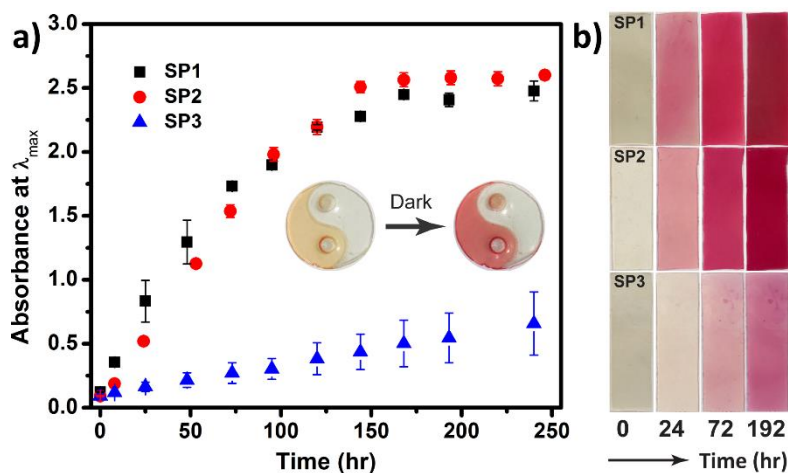 a)
3.0
2.5
2.0
1.5
1.0
0.5
0.0
Absorbance at λmax
SP1
SP2
SP3
Dark
0 50 100 150 200 250
Time (hr)
b)
SP1
SP2
SP3
0 24 72 192
Time (hr)